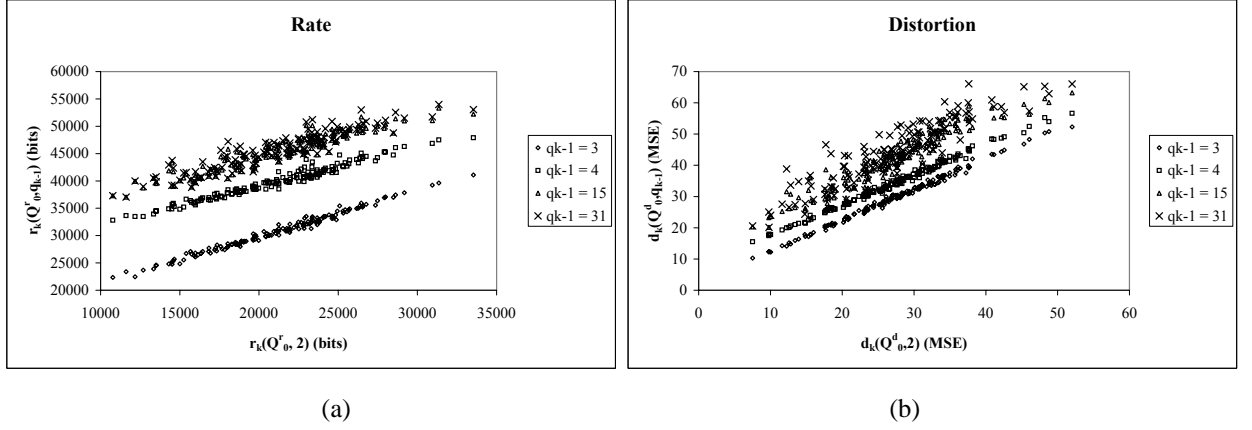 Rate
60000
55000
50000
45000
40000
35000
30000
25000
20000
10000 15000 20000 25000 30000 35000
r_k(Q^r_0,q_{k-1}) (bits)
r_k(Q^r_0, 2) (bits)
qk-1 = 3
qk-1 = 4
qk-1 = 15
qk-1 = 31
(a)
Distortion
70
60
50
40
30
20
10
0
0 10 20 30 40 50 60
d_k(Q^d_0,q_{k-1}) (MSE)
d_k(Q^d_0,2) (MSE)
qk-1 = 3
qk-1 = 4
qk-1 = 15
qk-1 = 31
(b)